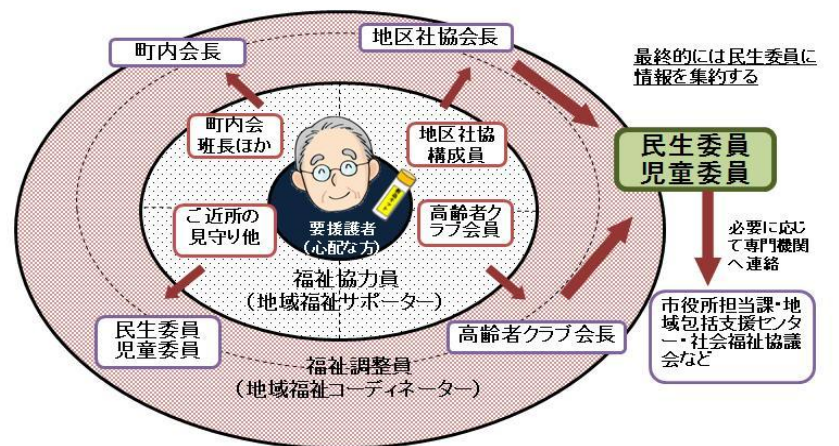 町内会長
地区社協会長
最終的には民生委員に
情報を集約する
町内会
班長ほか
地区社協
構成員
民生委員
児童委員
ご近所の
見守り他
要援護者
(心配な方)
高齢者ク
ラブ会員
必要に応じ
て専門機関
へ連絡
福祉協力員
(地域福祉サポーター)
民生委員
児童委員
高齢者クラブ会長
市役所担当課・地
域包括支援センタ
ー・社会福祉協議
会など
福祉調整員
(地域福祉コーディネーター)